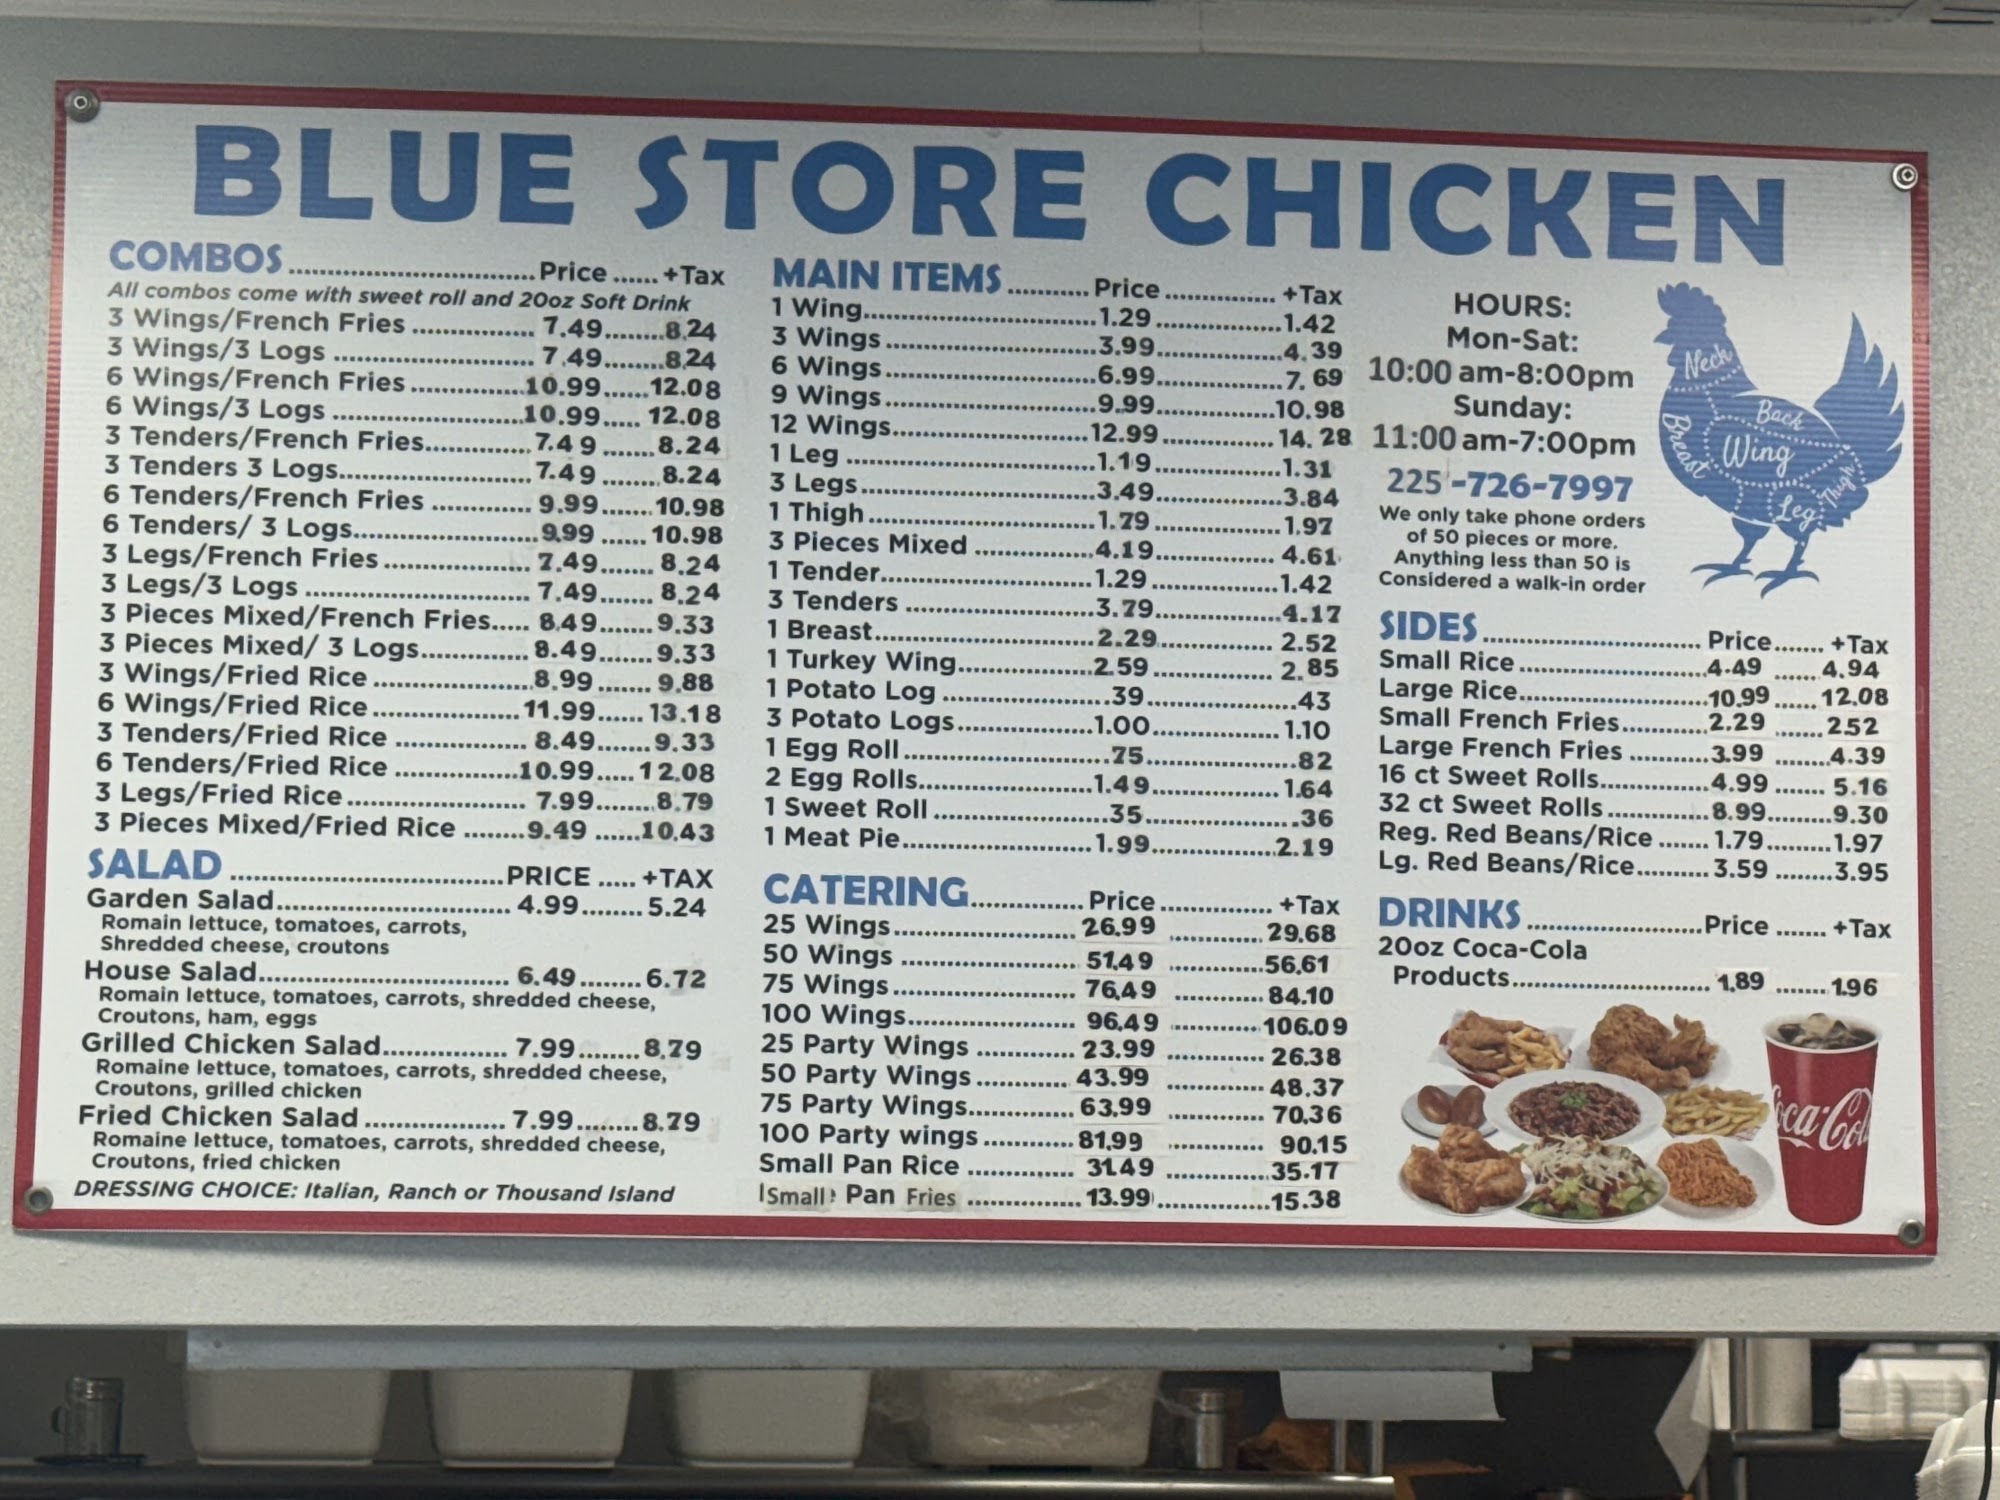 BLUE STORE CHICKEN
COMBOS ........ Price ...... +Tax
All combos come with sweet roll and 20oz Soft Drink
3 Wings/French Fries ........ 7.49 ........ 8.24
3 Wings/3 Logs ........ 7.49 ........ 8.24
6 Wings/French Fries ........ 10.99 ...... 12.08
6 Wings/3 Logs ........ 10.99 ..... 12.08
3 Tenders/French Fries ........ 7.49 ....... 8.24
3 Tenders 3 Logs ........ 7.49 ....... 8.24
6 Tenders/French Fries ........ 9.99 ....... 10.98
6 Tenders/ 3 Logs ........ 9.99 ...... 10.98
3 Legs/French Fries ........ 7.49 ....... 8.24
3 Legs/3 Logs ........ 7.49 ....... 8.24
3 Pieces Mixed/French Fries ..... 8.49 ....... 9.33
3 Pieces Mixed/ 3 Logs ........ 8.49 ....... 9.33
3 Wings/Fried Rice ........ 8.99 ....... 9.88
6 Wings/Fried Rice ........ 11.99 ...... 13.18
3 Tenders/Fried Rice ........ 8.49 ....... 9.33
6 Tenders/Fried Rice ........ 10.99 ..... 12.08
3 Legs/Fried Rice ........ 7.99 ........ 8.79
3 Pieces Mixed/Fried Rice ........ 9.49 ...... 10.43
SALAD ........ PRICE ..... +TAX
Garden Salad ........ 4.99 ........ 5.24
Romain lettuce, tomatoes, carrots,
Shredded cheese, croutons
House Salad ........ 6.49 ........ 6.72
Romain lettuce, tomatoes, carrots, shredded cheese,
Croutons, ham, eggs
Grilled Chicken Salad ........ 7.99 ........ 8.79
Romaine lettuce, tomatoes, carrots, shredded cheese,
Croutons, grilled chicken
Fried Chicken Salad ........ 7.99 ........ 8.79
Romaine lettuce, tomatoes, carrots, shredded cheese,
Croutons, fried chicken
DRESSING CHOICE: Italian, Ranch or Thousand Island
MAIN ITEMS ........ Price ........ +Tax
1 Wing ........ 1.29 ........ 1.42
3 Wings ........ 3.99 ........ 4.39
6 Wings ........ 6.99 ........ 7.69
9 Wings ........ 9.99 ........ 10.98
12 Wings ........ 12.99 ........ 14.28
1 Leg ........ 1.19 ........ 1.31
3 Legs ........ 3.49 ........ 3.84
1 Thigh ........ 1.79 ........ 1.97
3 Pieces Mixed ........ 4.19 ........ 4.61
1 Tender ........ 1.29 ........ 1.42
3 Tenders ........ 3.79 ........ 4.17
1 Breast ........ 2.29 ........ 2.52
1 Turkey Wing ........ 2.59 ........ 2.85
1 Potato Log ........ .39 ........ .43
3 Potato Logs ........ 1.00 ........ 1.10
1 Egg Roll ........ .75 ........ .82
2 Egg Rolls ........ 1.49 ........ 1.64
1 Sweet Roll ........ .35 ........ .36
1 Meat Pie ........ 1.99 ........ 2.19
CATERING ........ Price ........ +Tax
25 Wings ........ 26.99 ........ 29.68
50 Wings ........ 51.49 ........ 56.61
75 Wings ........ 76.49 ........ 84.10
100 Wings ........ 96.49 ........ 106.09
25 Party Wings ........ 23.99 ........ 26.38
50 Party Wings ........ 43.99 ........ 48.37
75 Party Wings ........ 63.99 ........ 70.36
100 Party wings ........ 81.99 ........ 90.15
Small Pan Rice ........ 31.49 ........ 35.17
Small Pan Fries ........ 13.99 ........ 15.38
HOURS:
Mon-Sat:
10:00 am-8:00pm
Sunday:
11:00 am-7:00pm
225-726-7997
We only take phone orders
of 50 pieces or more.
Anything less than 50 is
Considered a walk-in order
Neck
Back
Breast
Wing
Thigh
Leg
SIDES ........ Price ....... +Tax
Small Rice ........ 4.49 ...... 4.94
Large Rice ........ 10.99 ...... 12.08
Small French Fries ........ 2.29 ....... 2.52
Large French Fries ........ 3.99 ........ 4.39
16 ct Sweet Rolls ........ 4.99 ....... 5.16
32 ct Sweet Rolls ........ 8.99 ........ 9.30
Reg. Red Beans/Rice ....... 1.79 ......... 1.97
Lg. Red Beans/Rice ........ 3.59 ........ 3.95
DRINKS ........ Price ....... +Tax
20oz Coca-Cola
Products ........ 1.89 ....... 1.96
Coca-Cola